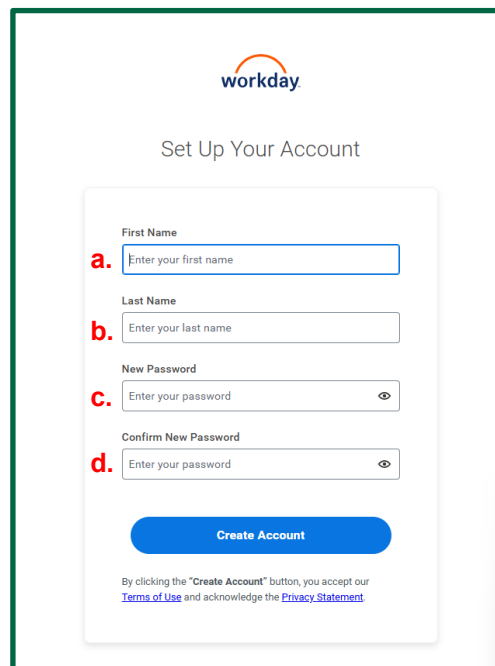 workday.
Set Up Your Account
First Name
a. Enter your first name
Last Name
b. Enter your last name
New Password
c. Enter your password
Confirm New Password
d. Enter your password
Create Account
By clicking the "Create Account" button, you accept our
Terms of Use and acknowledge the Privacy Statement.